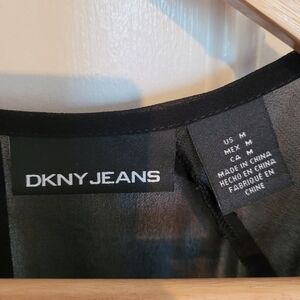 DKNY JEANS
US M
MEX M
CA M
MADE IN CHINA
HECHO EN CHINA
FABRIQUÉ EN
CHINE